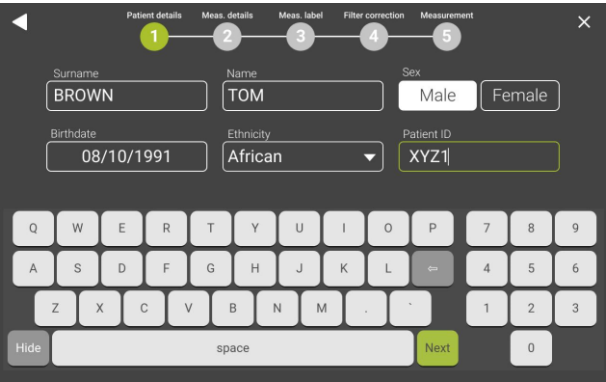 Patient details Meas. details Meas. label Filter correction Measurement
1 2 3 4 5
Surname Name Sex
BROWN TOM Male Female
Birthdate Ethnicity Patient ID
08/10/1991 African XYZ1
Q W E R T Y U I O P 7 8 9
A S D F G H J K L ⇦ 4 5 6
Z X C V B N M . ` 1 2 3
Hide space Next 0